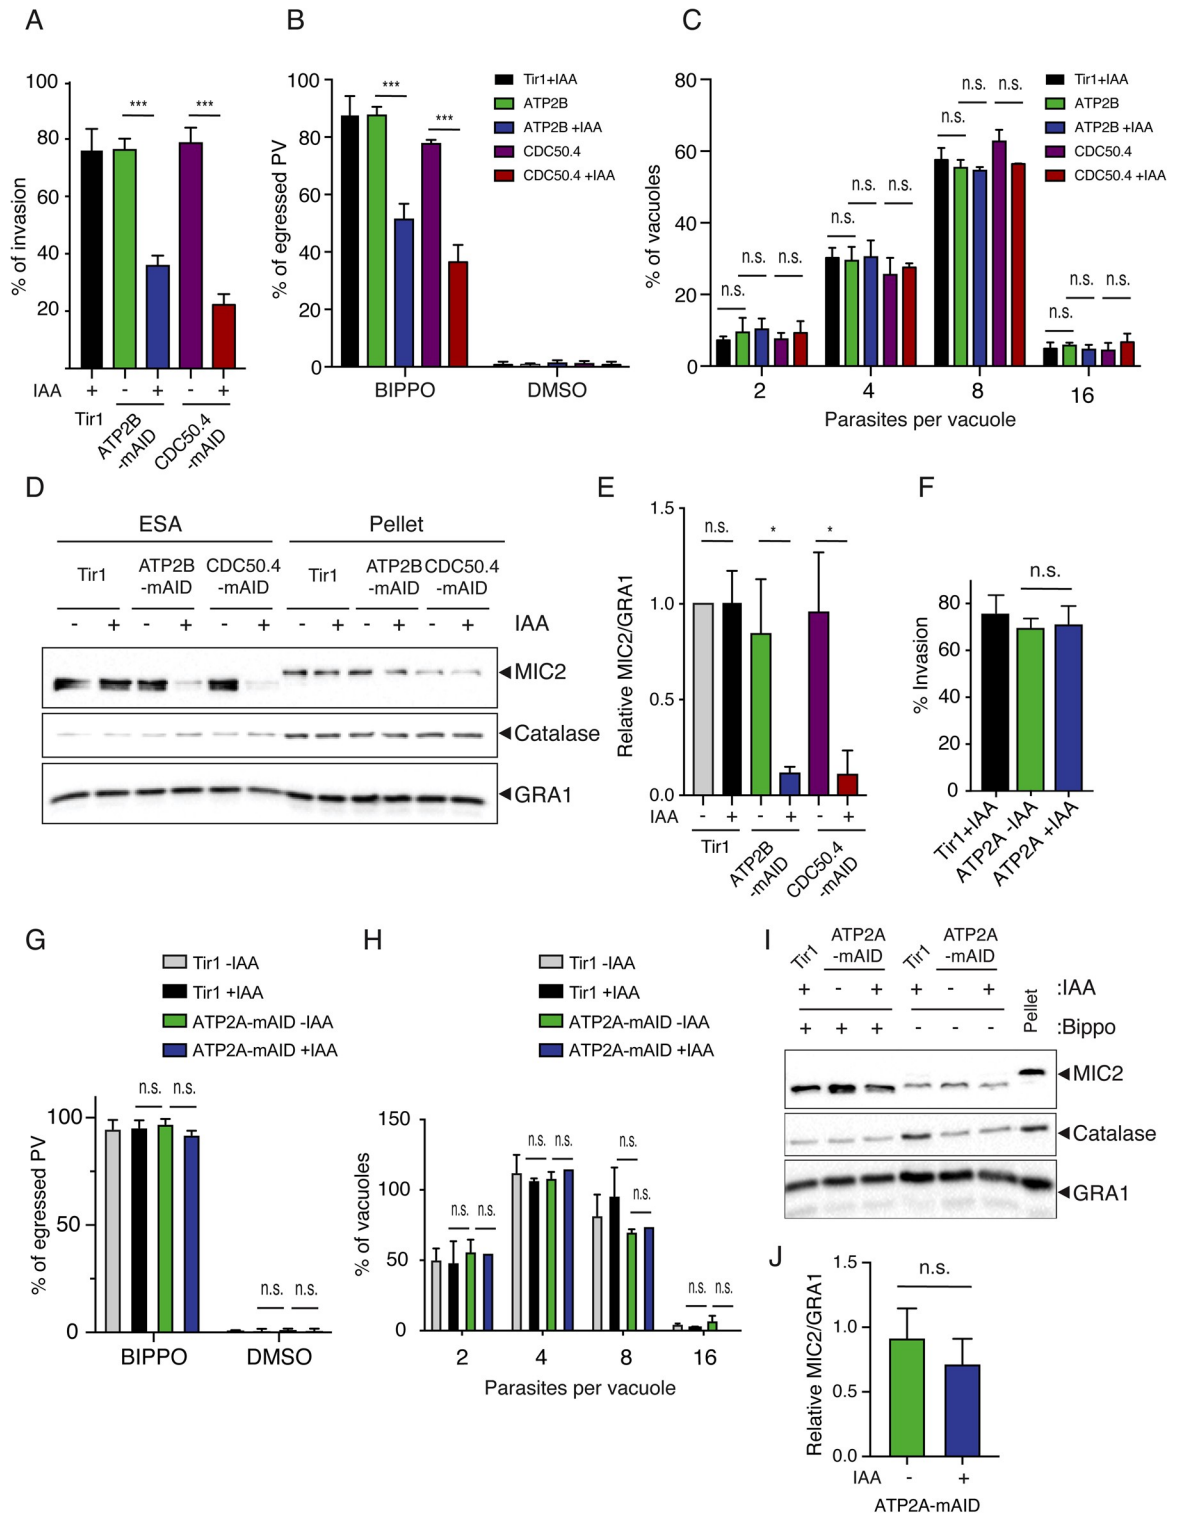 A
% of invasion
100
80
60
40
20
*** ***
IAA + - + - +
Tir1
ATP2B
-mAID
CDC50.4
-mAID
B
% of egressed PV
100
80
60
40
20
0
***
***
BIPPO DMSO
Tir1+IAA
ATP2B
ATP2B +IAA
CDC50.4
CDC50.4 +IAA
C
% of vacuoles
80
60
40
20
0
n.s. n.s. n.s.
n.s. n.s. n.s.
n.s. n.s. n.s.
n.s. n.s. n.s.
2 4 8 16
Parasites per vacuole
Tir1+IAA
ATP2B
ATP2B +IAA
CDC50.4
CDC50.4 +IAA
D
ESA Pellet
Tir1 ATP2B -mAID CDC50.4 -mAID Tir1 ATP2B -mAID CDC50.4 -mAID
- + - + - + - + - + - + IAA
MIC2
Catalase
GRA1
E
Relative MIC2/GRA1
1.5
1.0
0.5
0.0
n.s. * *
IAA - + - + - +
Tir1
ATP2B
-mAID
CDC50.4
-mAID
F
% Invasion
80
60
40
20
0
n.s.
Tir1+IAA
ATP2A -IAA
ATP2A +IAA
G
Tir1 -IAA
Tir1 +IAA
ATP2A-mAID -IAA
ATP2A-mAID +IAA
% of egressed PV
100
50
0
n.s. n.s.
n.s. n.s.
BIPPO DMSO
H
Tir1 -IAA
Tir1 +IAA
ATP2A-mAID -IAA
ATP2A-mAID +IAA
% of vacuoles
150
100
50
0
n.s. n.s.
n.s. n.s.
n.s. n.s.
n.s. n.s.
2 4 8 16
Parasites per vacuole
I
Tir1 ATP2A -mAID Tir1 ATP2A -mAID Pellet
+ - + + - + :IAA
+ + + - - - :Bippo
MIC2
Catalase
GRA1
J
Relative MIC2/GRA1
1.5
1.0
0.5
0.0
n.s.
IAA - +
ATP2A-mAID